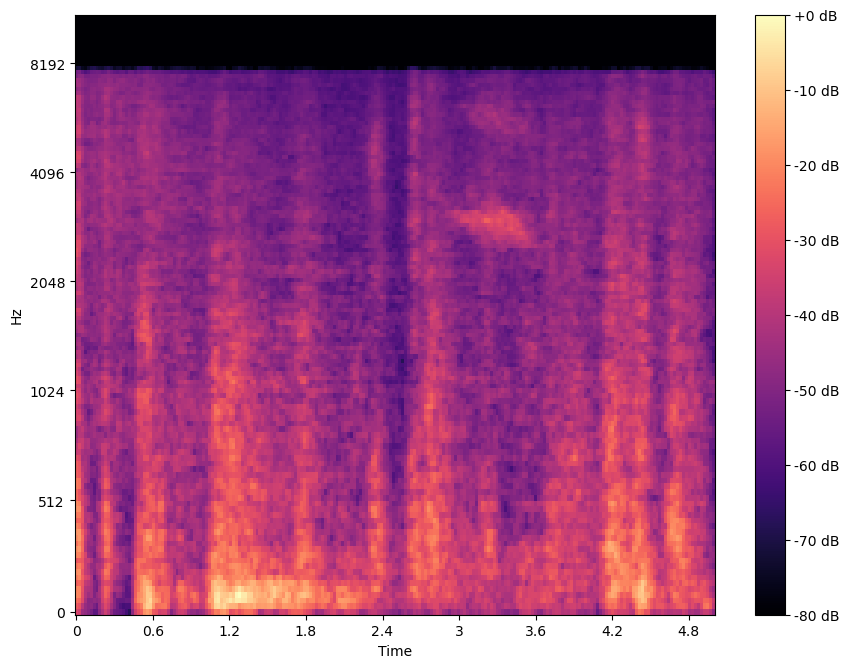 8192
4096
2048
1024
512
0
Hz
0 0.6 1.2 1.8 2.4 3 3.6 4.2 4.8
Time
+0 dB
-10 dB
-20 dB
-30 dB
-40 dB
-50 dB
-60 dB
-70 dB
-80 dB